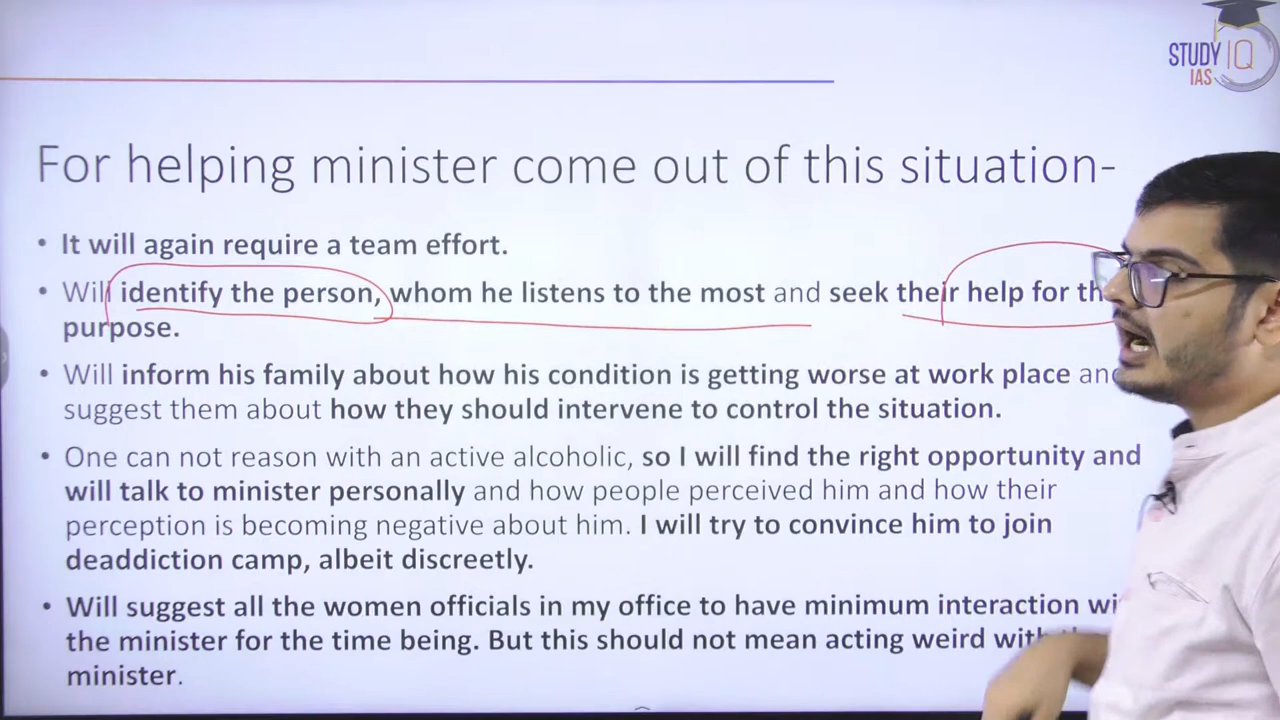 STUDY IQ
IAS
For helping minister come out of this situation-
• It will again require a team effort.
• Will identify the person, whom he listens to the most and seek their help for
purpose.
• Will inform his family about how his condition is getting worse at work place
suggest them about how they should intervene to control the situation.
• One can not reason with an active alcoholic, so I will find the right opportunity and
will talk to minister personally and how people perceived him and how their
perception is becoming negative about him. I will try to convince him to join
deaddiction camp, albeit discreetly.
• Will suggest all the women officials in my office to have minimum interaction
the minister for the time being. But this should not mean acting weird with
minister.